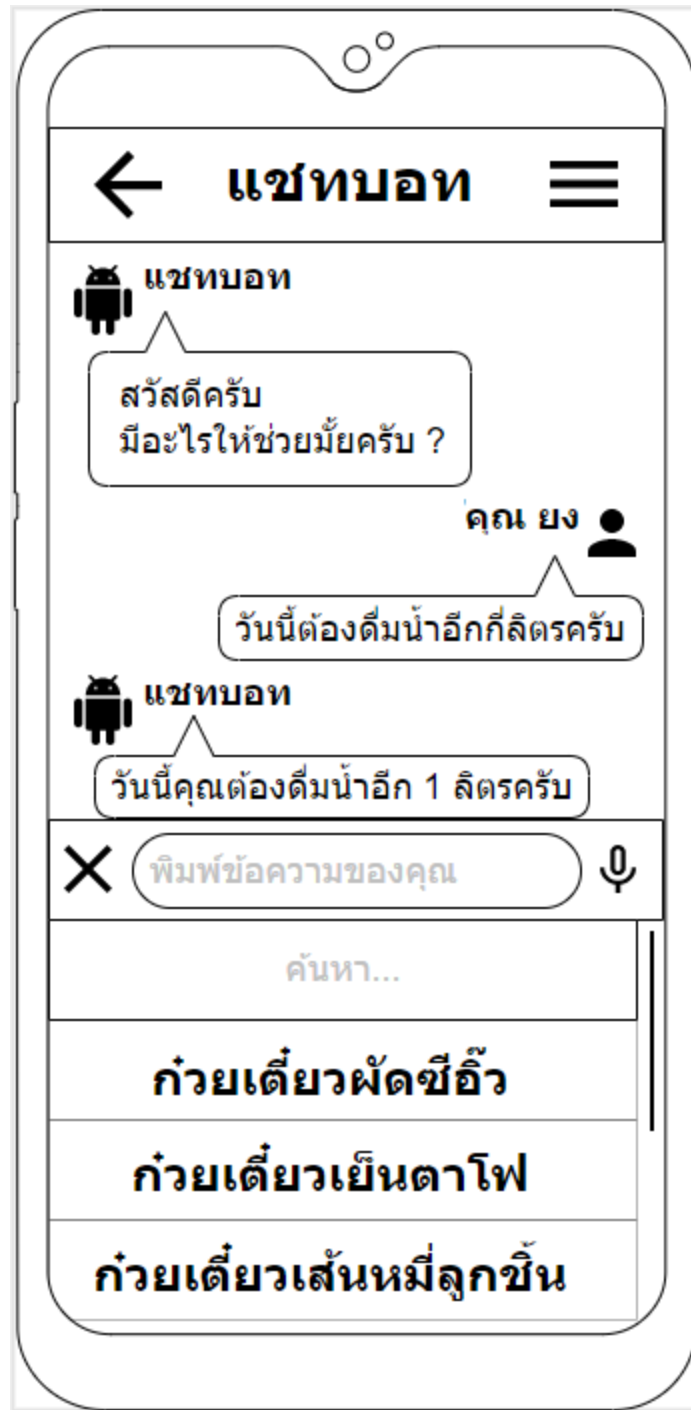 แชทบอท
แชทบอท
สวัสดีครับ
มีอะไรให้ช่วยมั้ยครับ ?
คุณ ยง
วันนี้ต้องดื่มน้ำอีกกี่ลิตรครับ
แชทบอท
วันนี้คุณต้องดื่มน้ำอีก 1 ลิตรครับ
พิมพ์ข้อความของคุณ
ค้นหา...
ก๋วยเตี๋ยวผัดซีอิ๊ว
ก๋วยเตี๋ยวเย็นตาโฟ
ก๋วยเตี๋ยวเส้นหมี่ลูกชิ้น